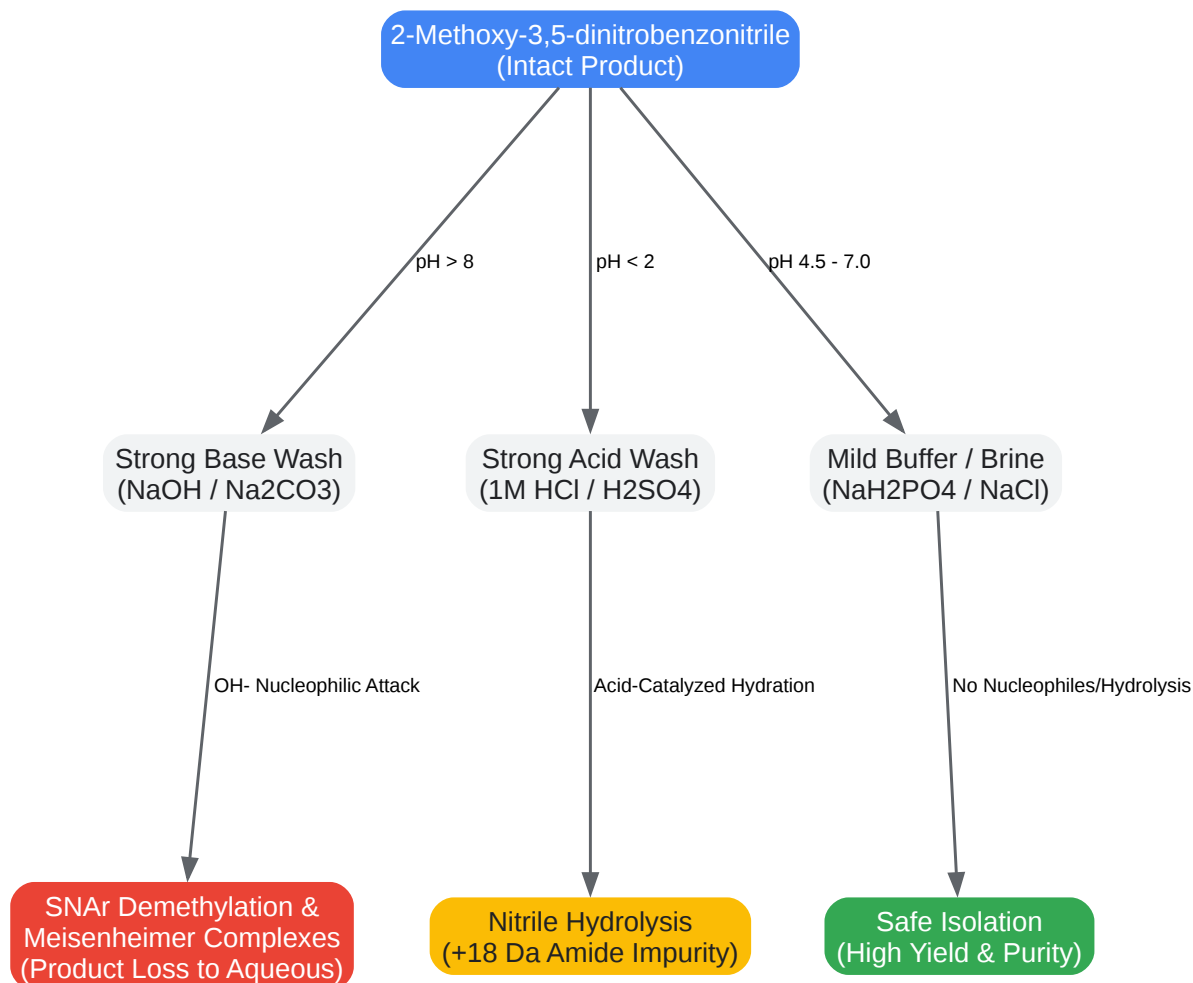 2-Methoxy-3,5-dinitrobenzonitrile
(Intact Product)
pH > 8
pH < 2
pH 4.5 - 7.0
Strong Base Wash
(NaOH / Na2CO3)
Strong Acid Wash
(1M HCl / H2SO4)
Mild Buffer / Brine
(NaH2PO4 / NaCl)
OH- Nucleophilic Attack
Acid-Catalyzed Hydration
No Nucleophiles/Hydrolysis
SNAr Demethylation &
Meisenheimer Complexes
(Product Loss to Aqueous)
Nitrile Hydrolysis
(+18 Da Amide Impurity)
Safe Isolation
(High Yield & Purity)